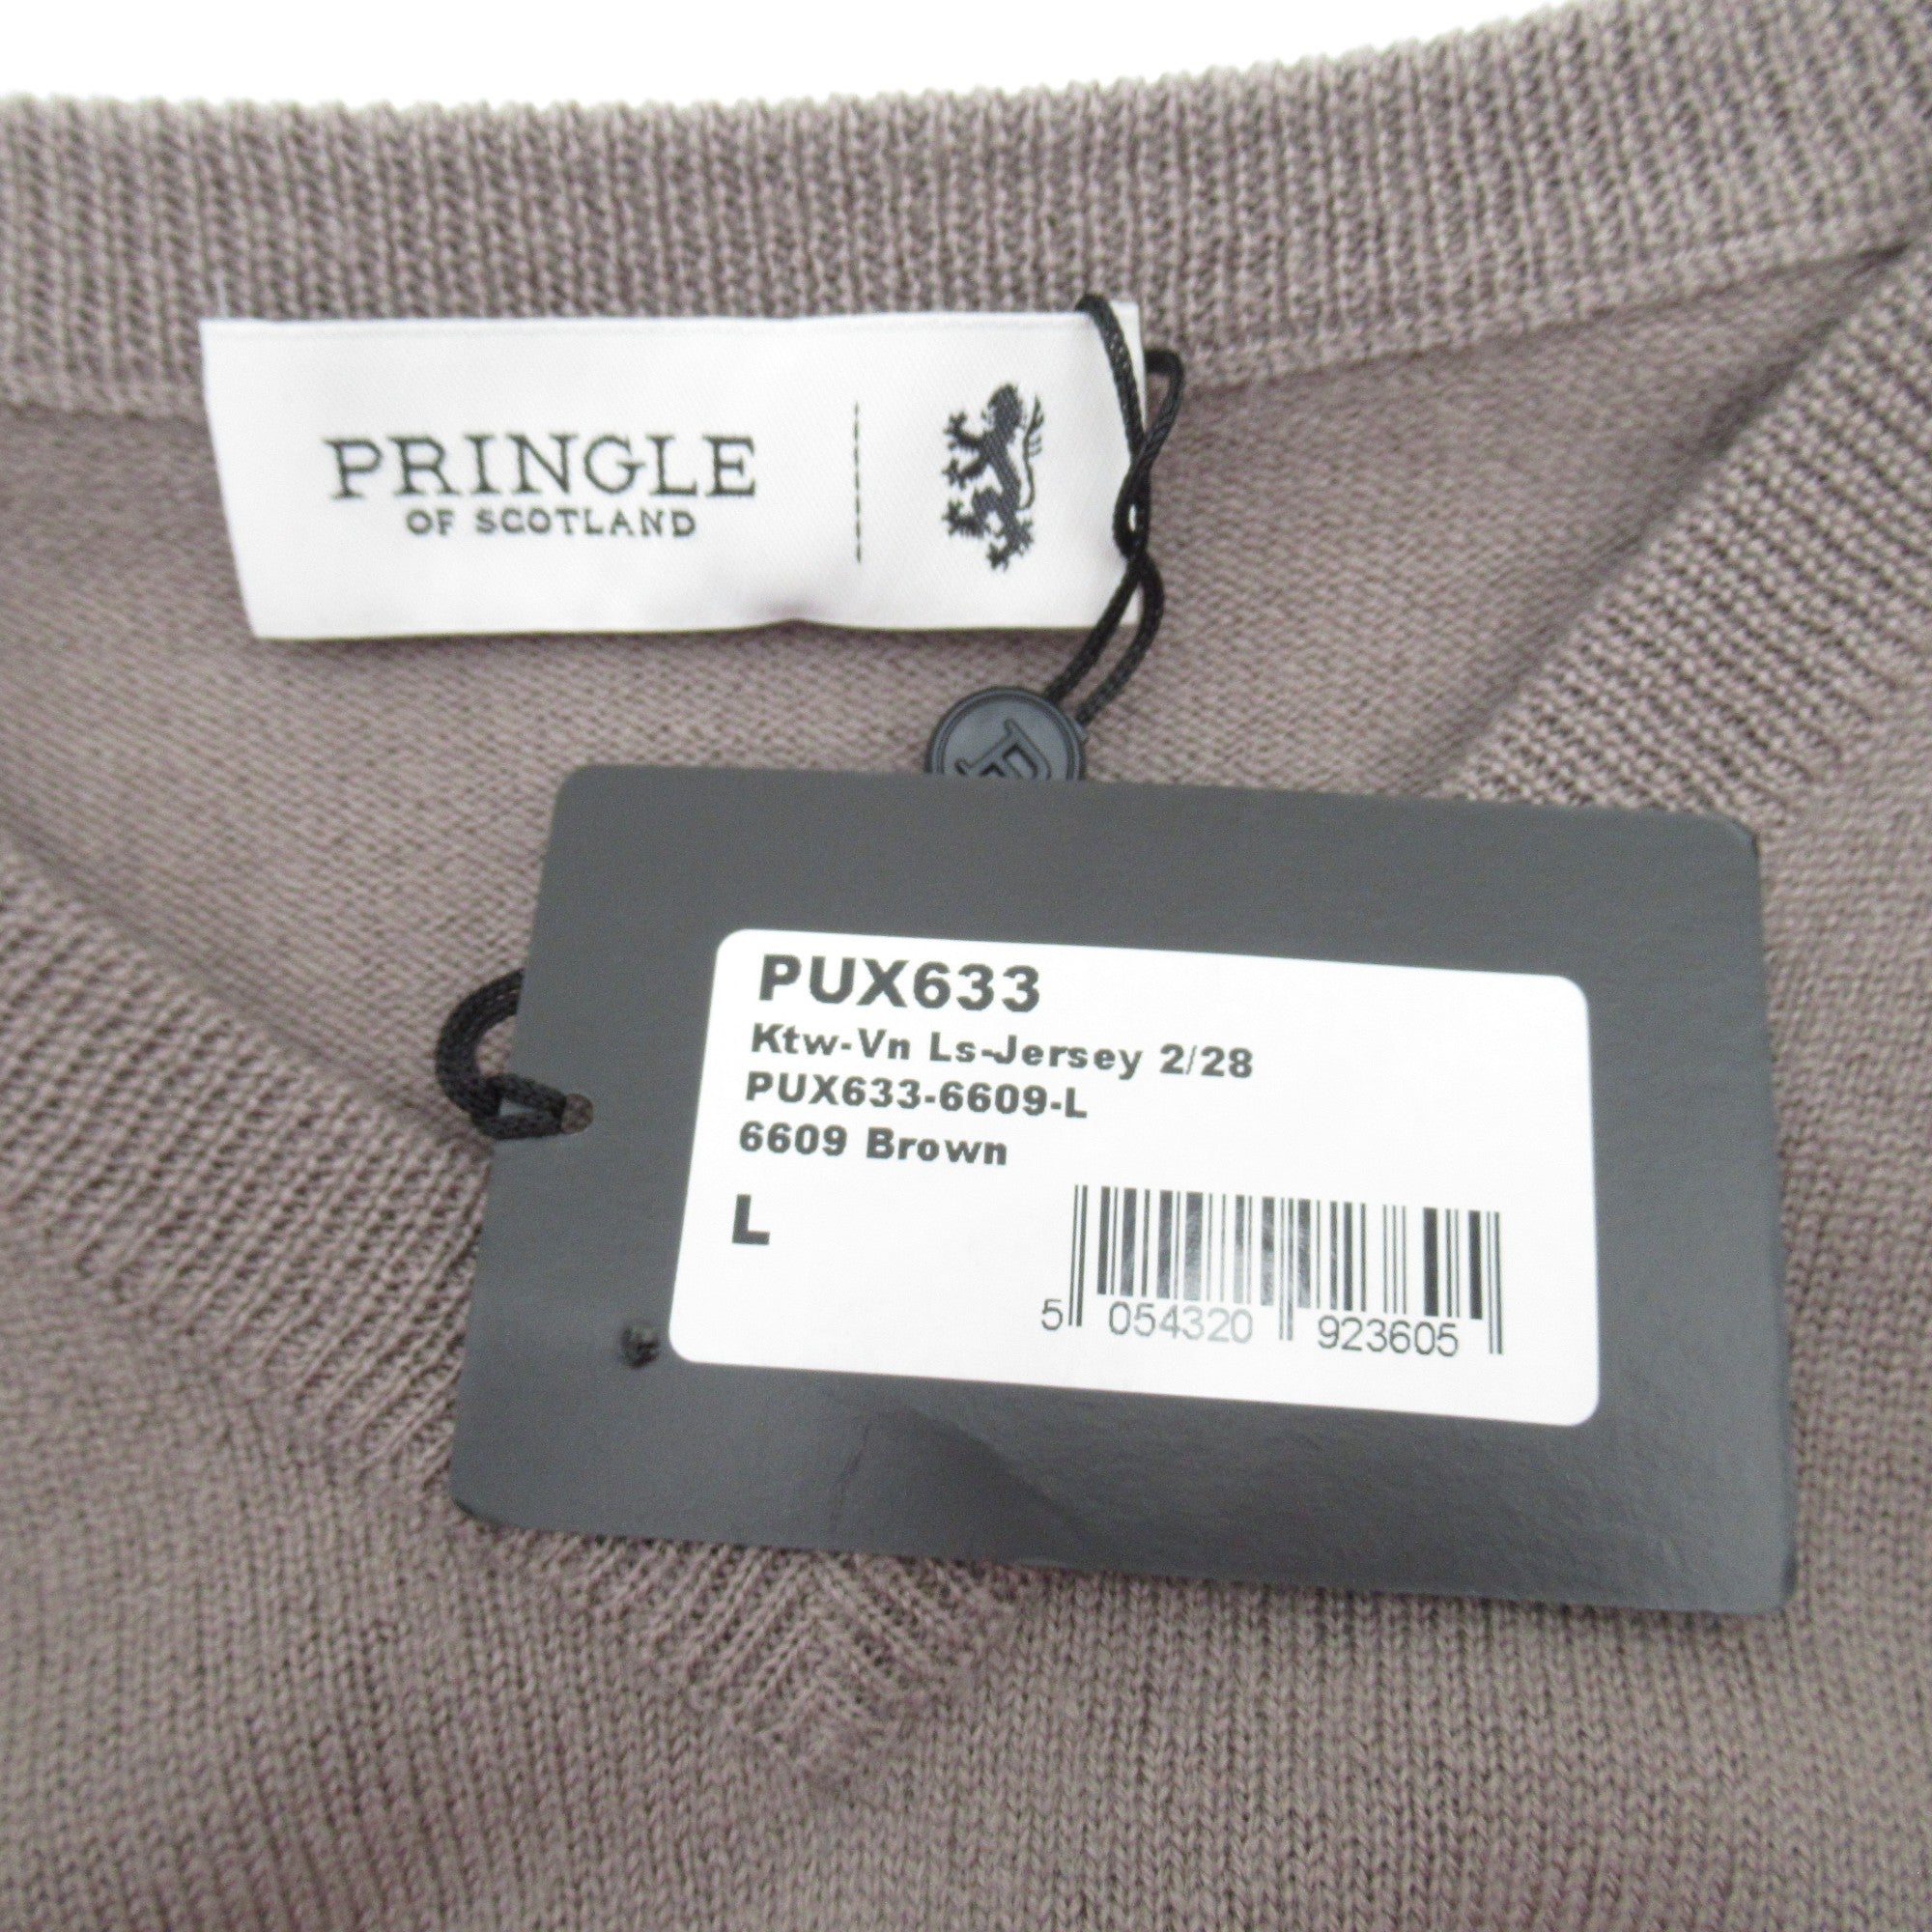 PRINGLE
OF SCOTLAND
P
PUX633
Ktw-Vn Ls-Jersey 2/28
PUX633-6609-L
6609 Brown
L
5 054320 923605